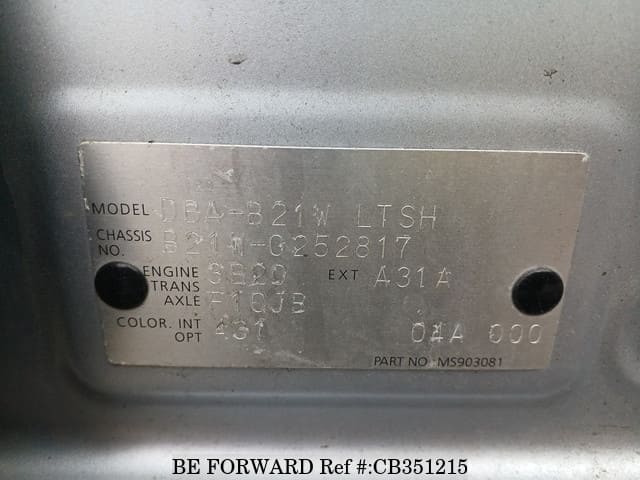 MODEL DBA-B21W LTSH
CHASSIS NO. B21W-0252817
ENGINE 3B20 EXT A31A
TRANS AXLE F1CJB
COLOR. INT OPT 431 04A 000
PART NO. MS903081
BE FORWARD Ref #:CB351215